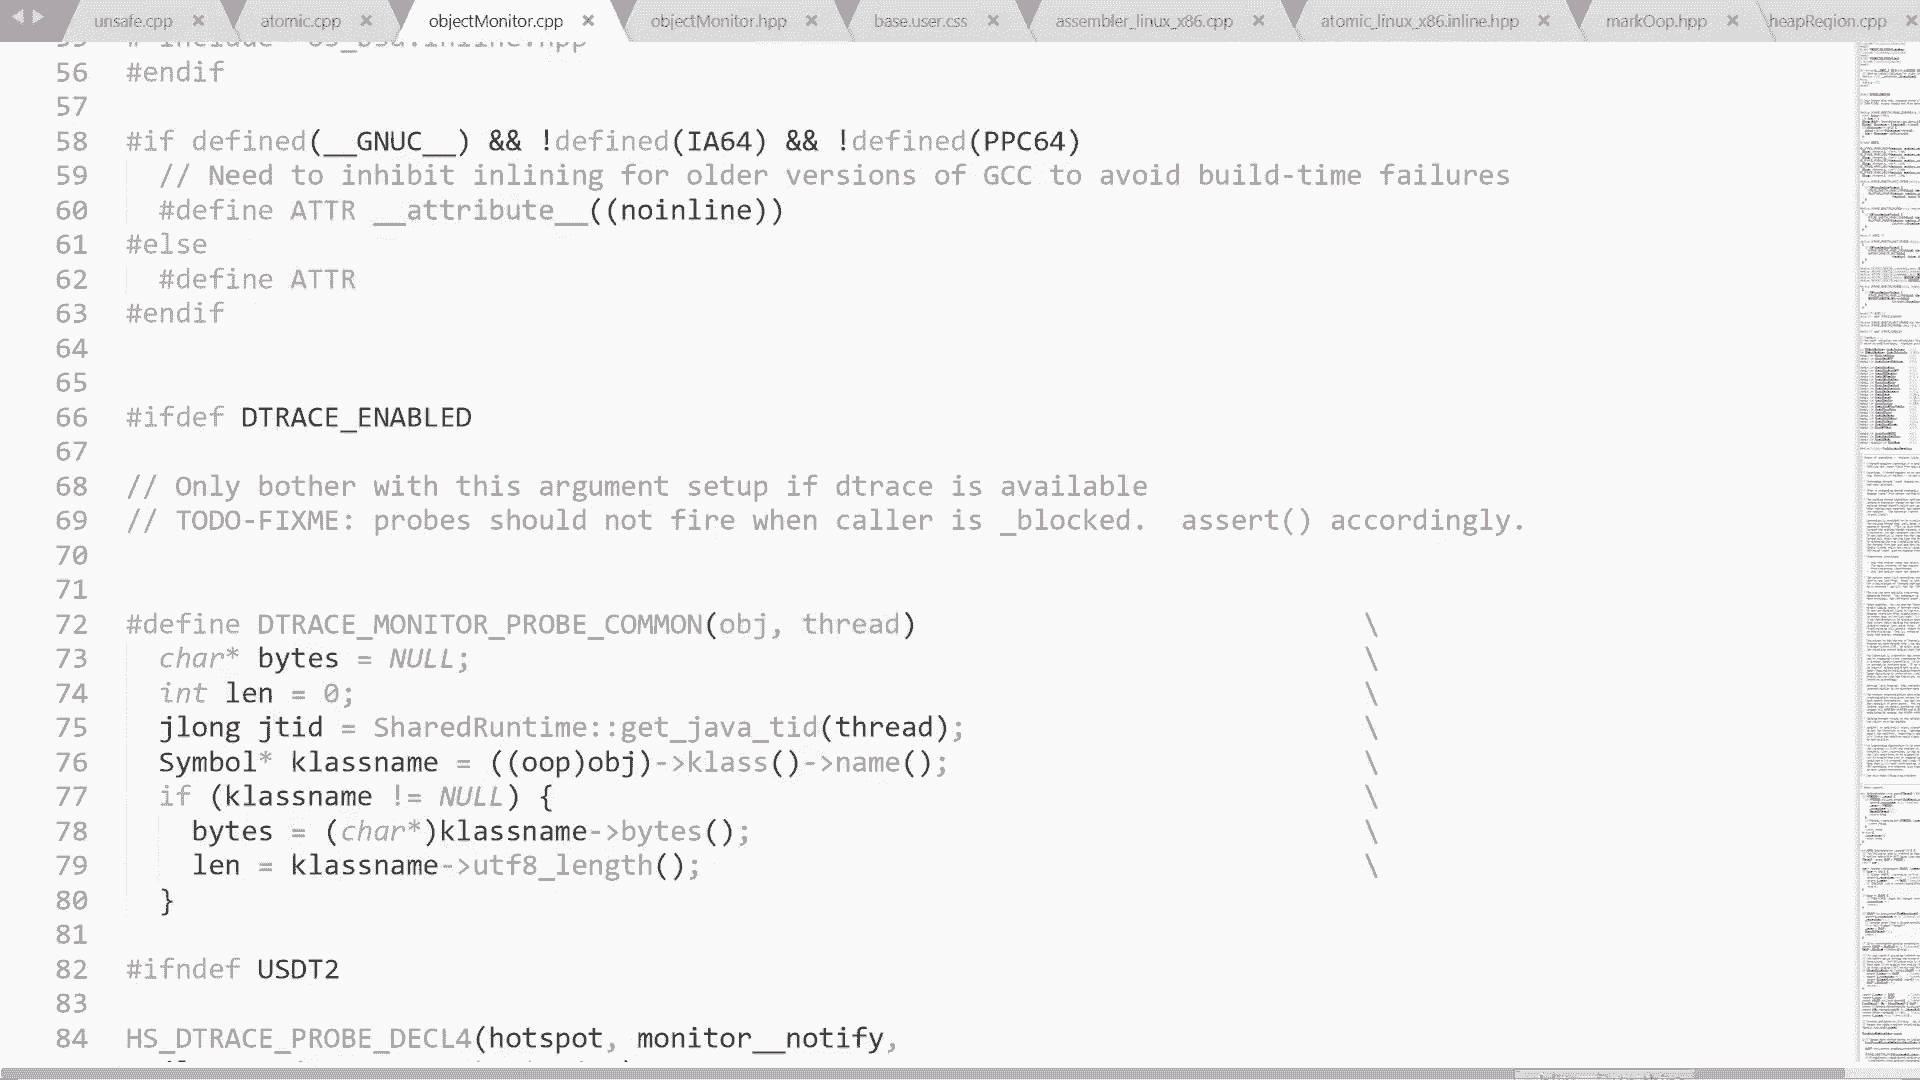 unsafe.cpp × atomic.cpp × objectMonitor.cpp × objectMonitor.hpp × base.user.css × assembler_linux_x86.cpp × atomic_linux_x86.inline.hpp × markOop.hpp × heapRegion.cpp ×
56 #endif
57
58 #if defined(__GNUC__) && !defined(IA64) && !defined(PPC64)
59 // Need to inhibit inlining for older versions of GCC to avoid build-time failures
60 #define ATTR __attribute__((noinline))
61 #else
62 #define ATTR
63 #endif
64
65
66 #ifdef DTRACE_ENABLED
67
68 // Only bother with this argument setup if dtrace is available
69 // TODO-FIXME: probes should not fire when caller is _blocked.  assert() accordingly.
70
71
72 #define DTRACE_MONITOR_PROBE_COMMON(obj, thread) \
73 char* bytes = NULL; \
74 int len = 0; \
75 jlong jtid = SharedRuntime::get_java_tid(thread); \
76 Symbol* klassname = ((oop)obj)->klass()->name(); \
77 if (klassname != NULL) { \
78 bytes = (char*)klassname->bytes(); \
79 len = klassname->utf8_length(); \
80 }
81
82 #ifndef USDT2
83
84 HS_DTRACE_PROBE_DECL4(hotspot, monitor__notify,